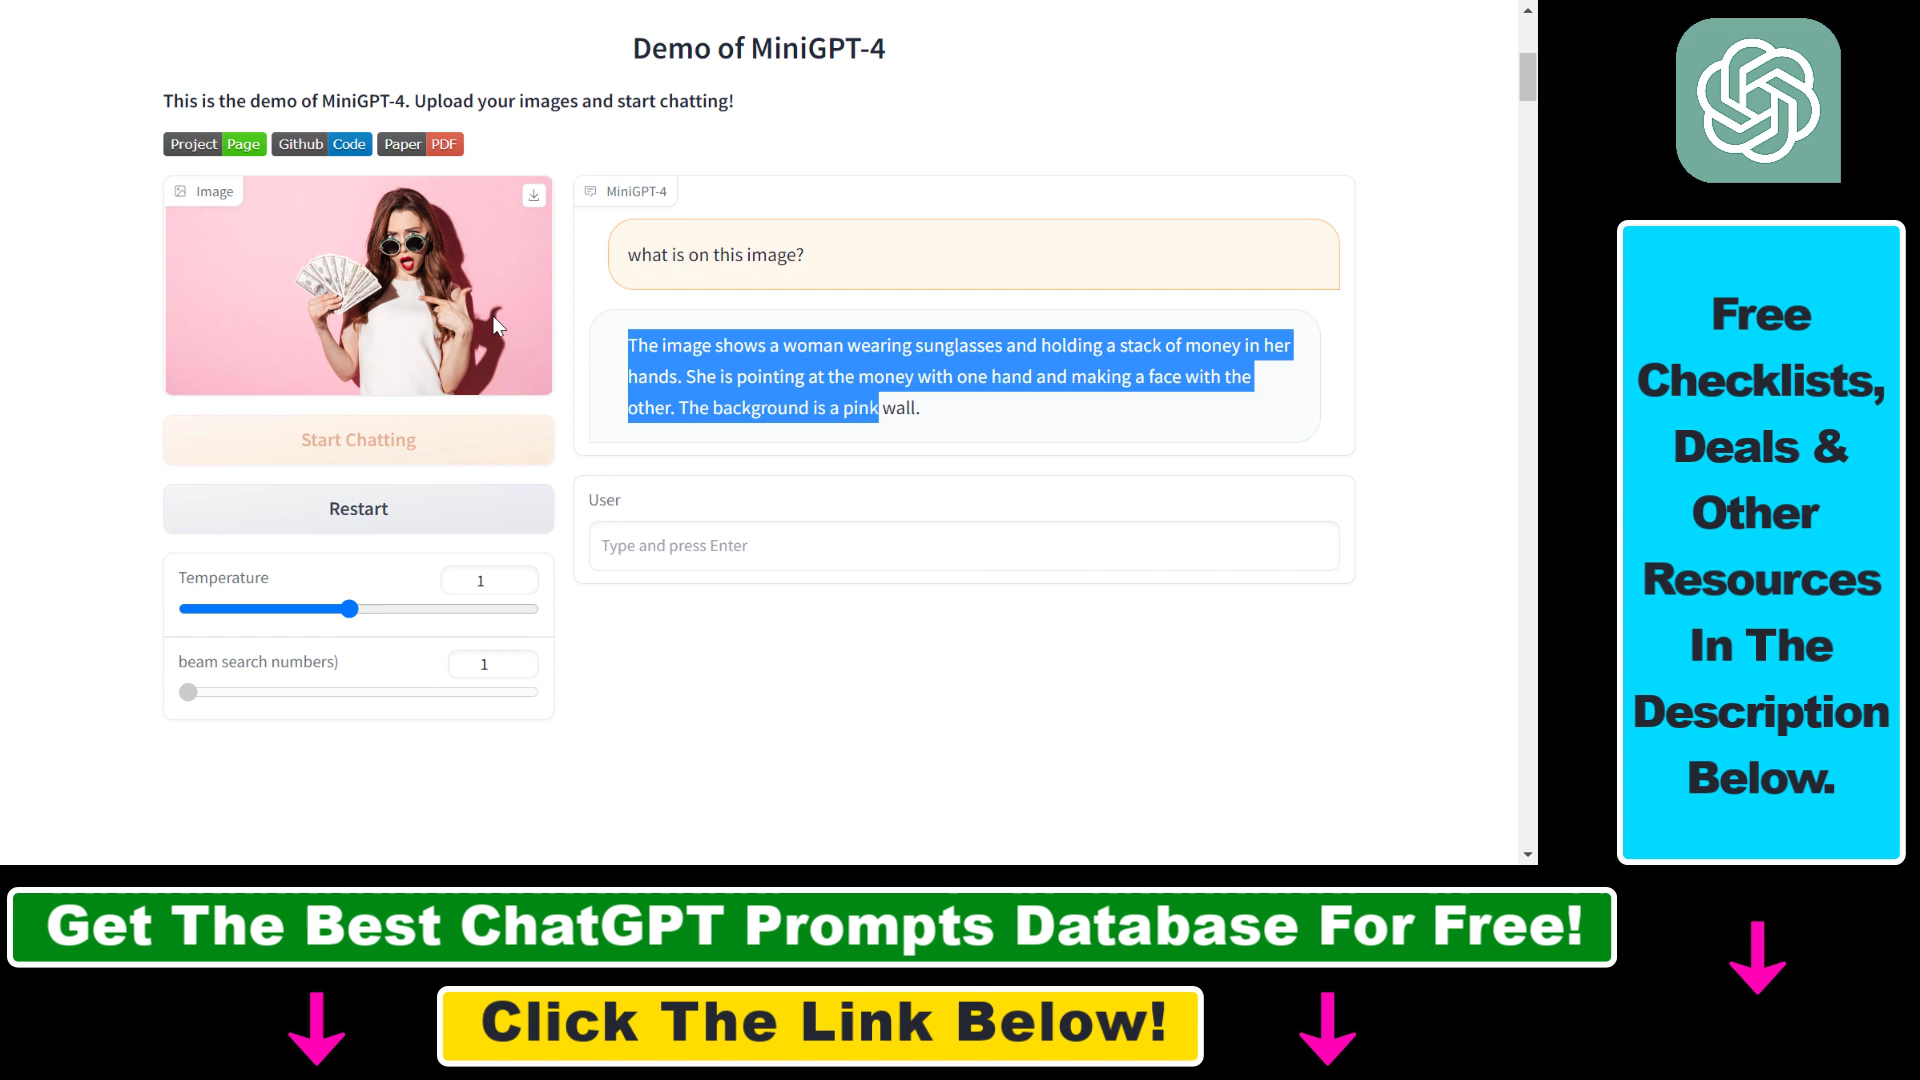 Demo of MiniGPT-4
This is the demo of MiniGPT-4. Upload your images and start chatting!
Project Page Github Code Paper PDF
Image
MiniGPT-4
what is on this image?
The image shows a woman wearing sunglasses and holding a stack of money in her
hands. She is pointing at the money with one hand and making a face with the
other. The background is a pink wall.
Start Chatting
Restart
User
Type and press Enter
Temperature
1
beam search numbers)
1
Free
Checklists,
Deals &
Other
Resources
In The
Description
Below.
Get The Best ChatGPT Prompts Database For Free!
Click The Link Below!